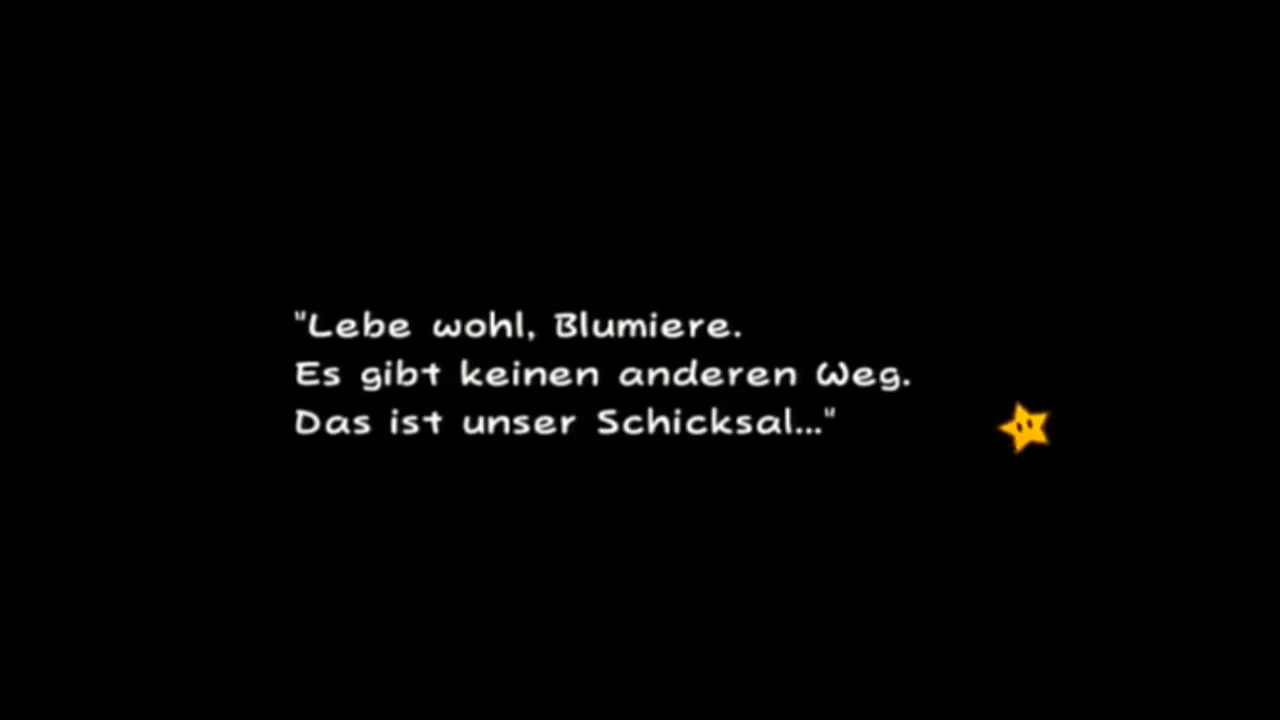 "Lebe wohl, Blumiere.
Es gibt keinen anderen Weg.
Das ist unser Schicksal..."